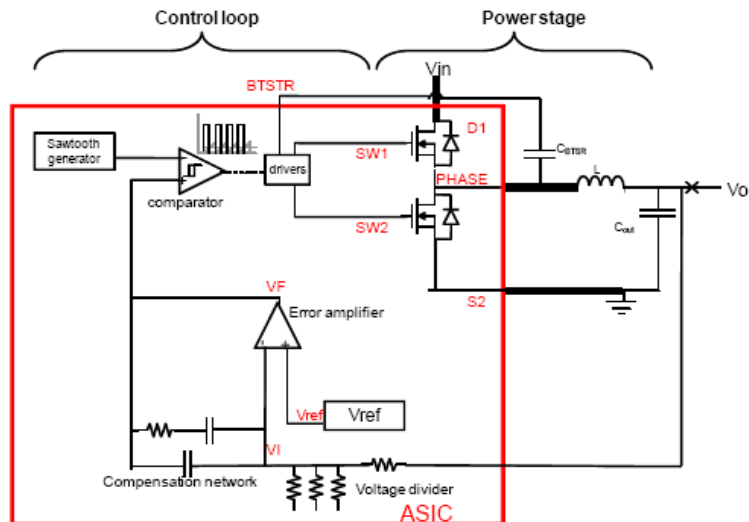 Control loop
Power stage
Vin
BTSTR
D1
Sawtooth
generator
CBTSR
SW1
drivers
PHASE
L
comparator
Vo
SW2
Cout
VF
S2
Error amplifier
Vref
Vref
VI
Compensation network
Voltage divider
ASIC